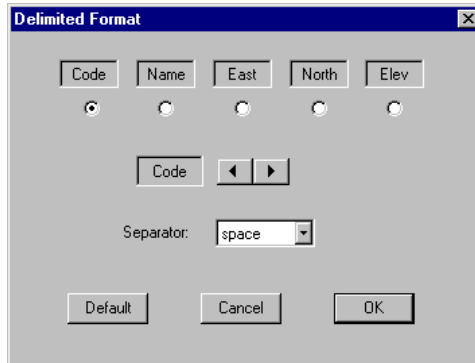 Delimited Format
Code Name East North Elev
Code
Separator: space
Default Cancel OK